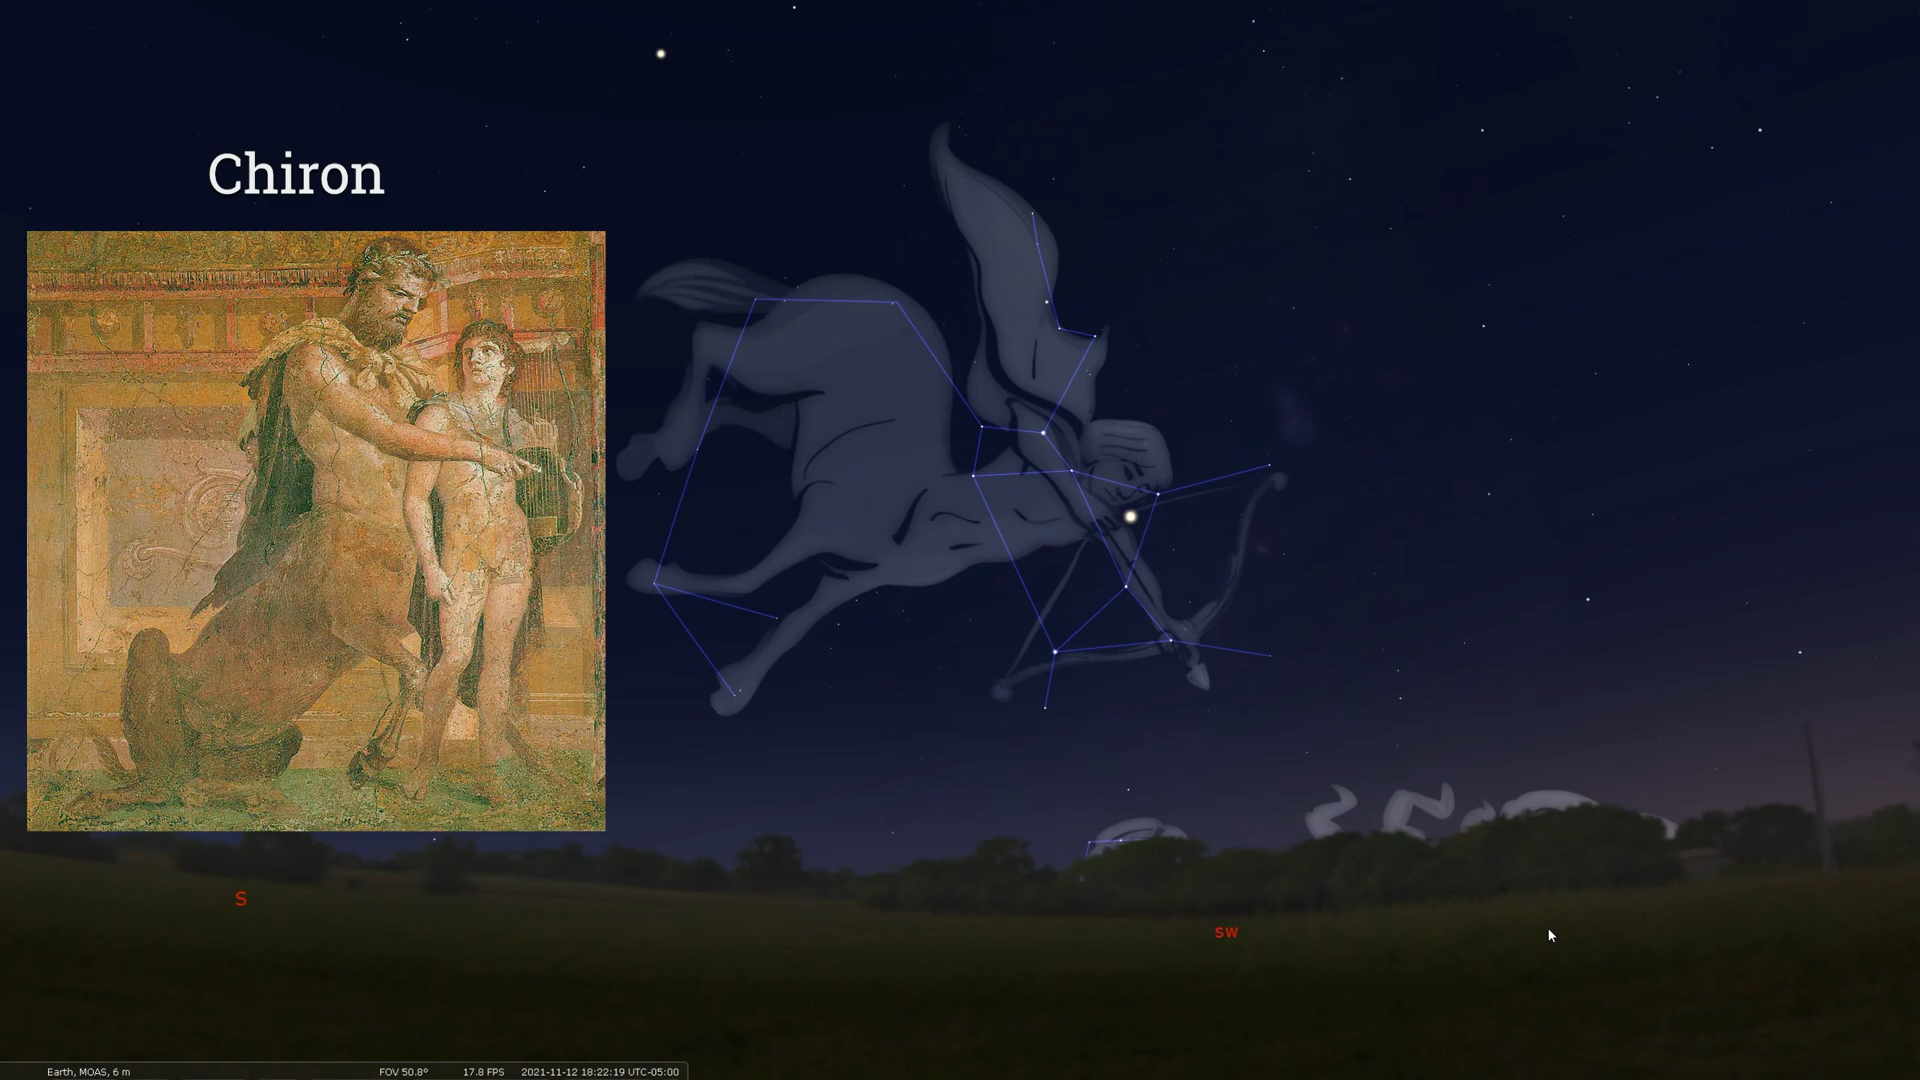 Chiron
S
SW
Earth, MOAS, 6 m FOV 50.8° 17.8 FPS 2021-11-12 18:22:19 UTC-05:00